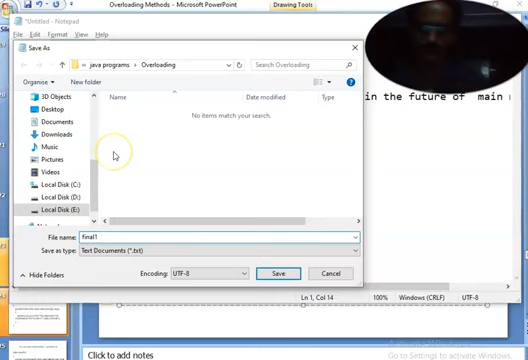 Overloading Methods - Microsoft PowerPoint
Drawing Tools
*Untitled - Notepad
File Edit Format View
Save As
java programs > Overloading
Search Overloading
Organise
New folder
Name
Date modified
Type
3D Objects
No items match your search.
Desktop
Documents
Downloads
Music
Pictures
Videos
Local Disk (C:)
Local Disk (D:)
Local Disk (E:)
in the future of main
File name: final1
Save as type: Text Documents (*.txt)
Hide Folders
Encoding: UTF-8
Save
Cancel
Ln 1, Col 14
100%
Windows (CRLF)
UTF-8
Click to add notes
Activate Windows
Go to Settings to activate Windows.